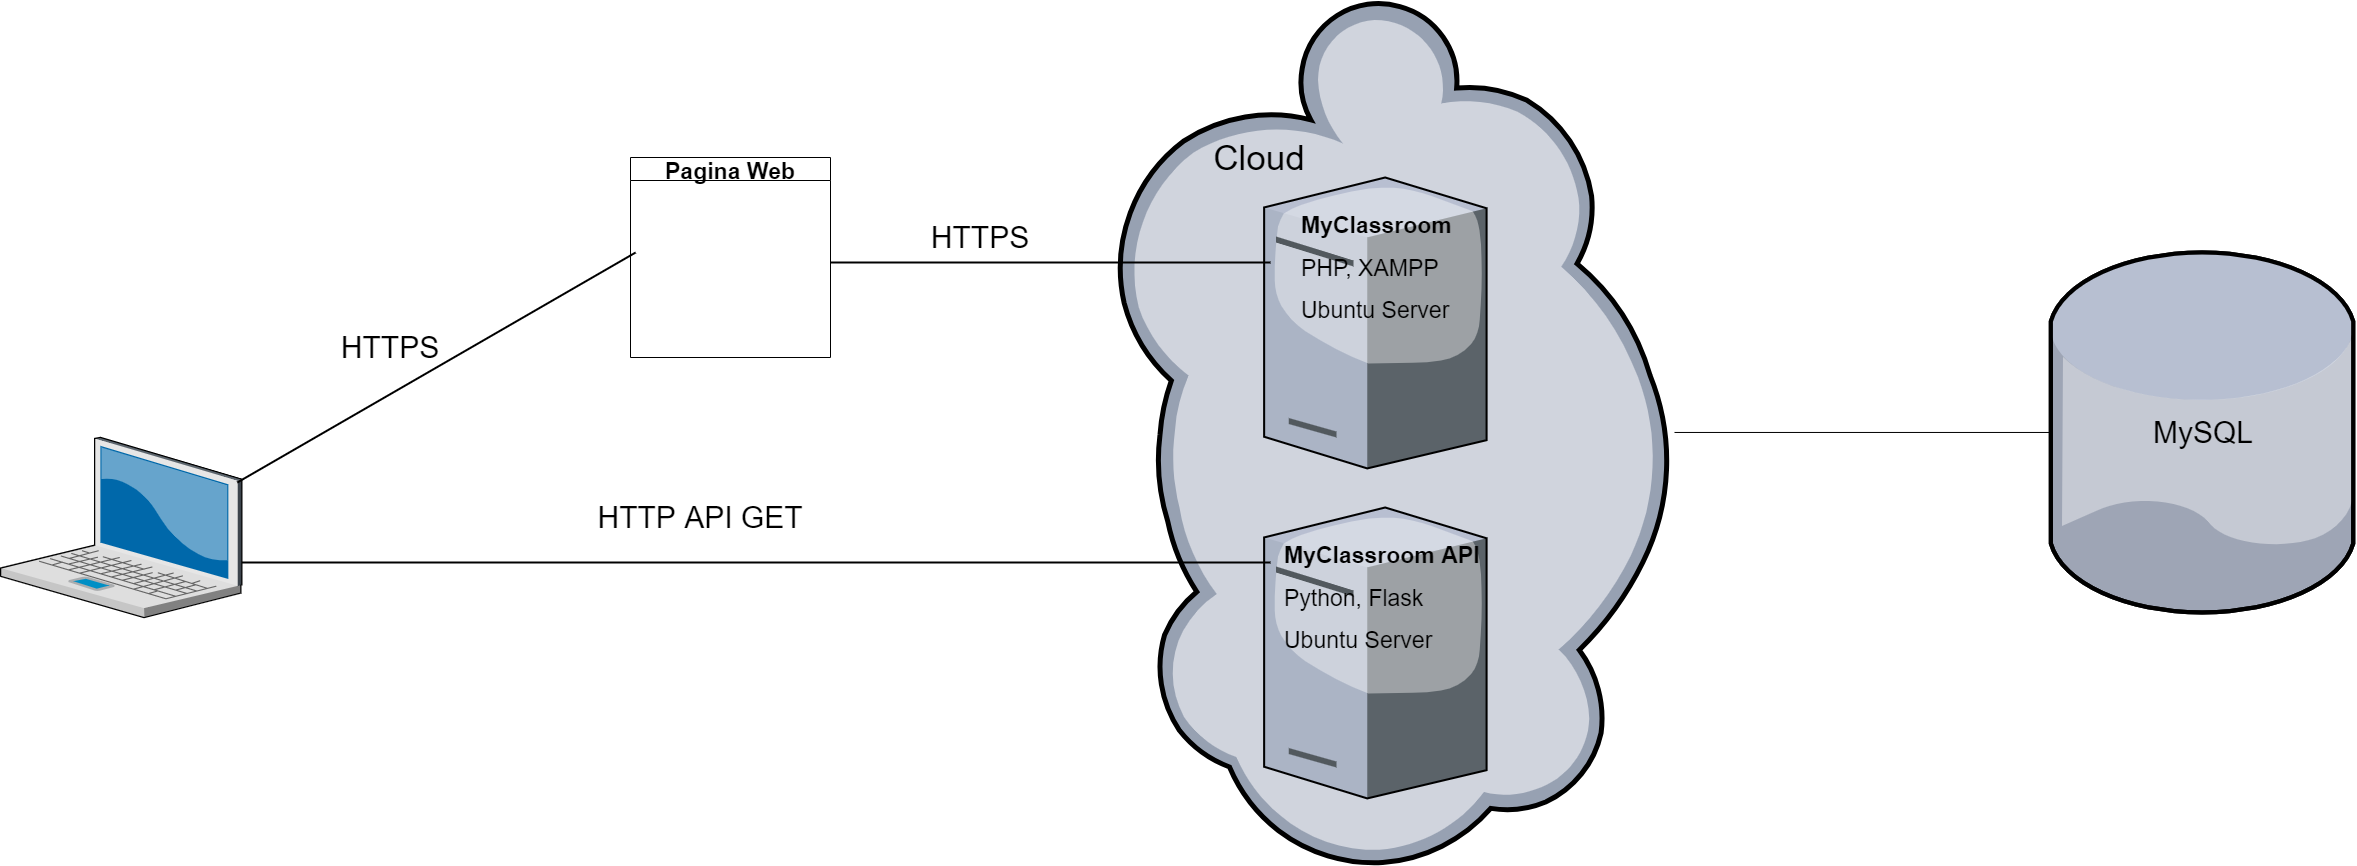 Cloud
Pagina Web
MyClassroom
HTTPS
PHP, XAMPP
Ubuntu Server
HTTPS
MySQL
HTTP API GET
MyClassroom API
Python, Flask
Ubuntu Server